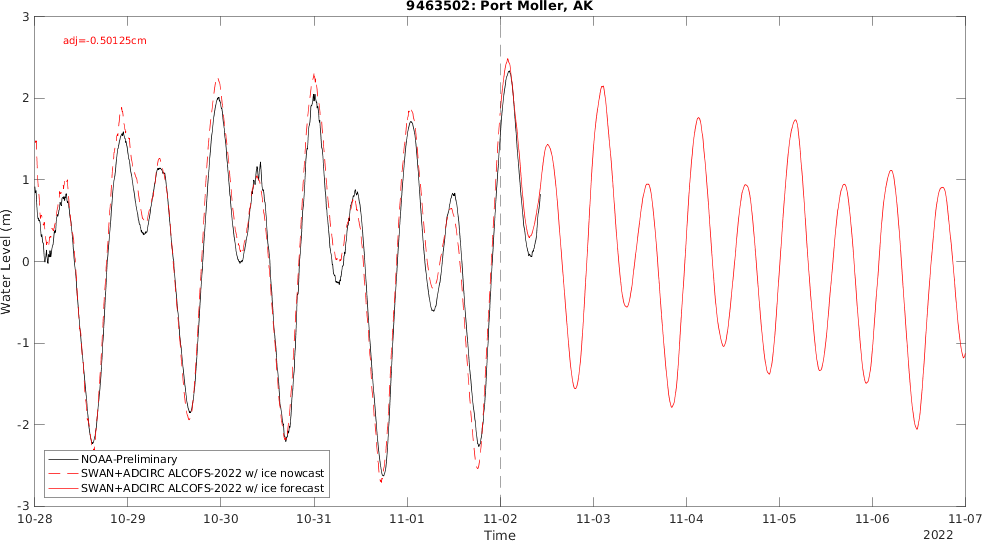 9463502: Port Moller, AK
adj=-0.50125cm
3
2
1
0
-1
-2
-3
Water Level (m)
NOAA-Preliminary
SWAN+ADCIRC ALCOFS-2022 w/ ice nowcast
SWAN+ADCIRC ALCOFS-2022 w/ ice forecast
10-28 10-29 10-30 10-31 11-01 11-02 11-03 11-04 11-05 11-06 11-07
Time
2022